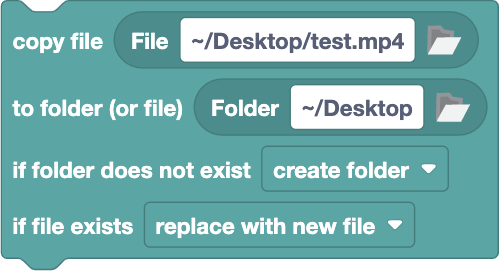 copy file File ~/Desktop/test.mp4
to folder (or file) Folder ~/Desktop
if folder does not exist create folder
if file exists replace with new file